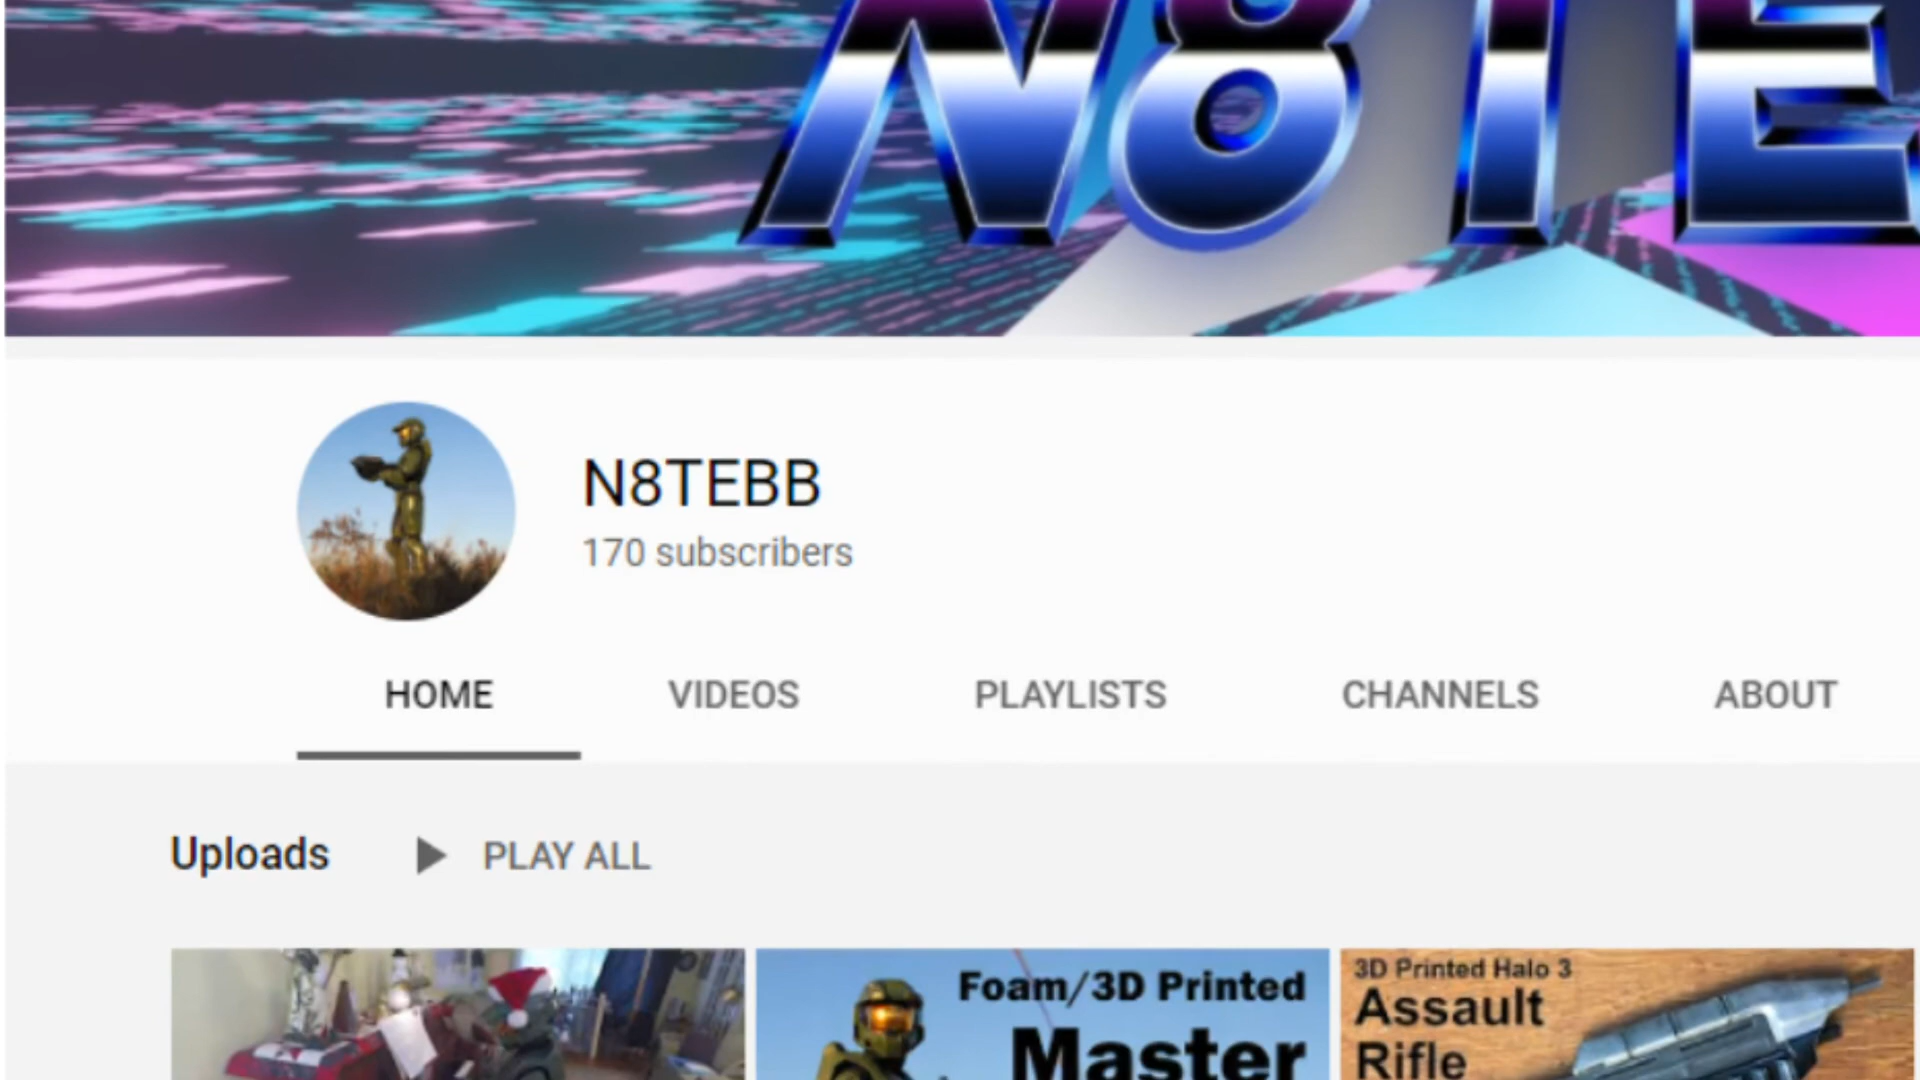 N8TE
N8TEBB
170 subscribers
HOME VIDEOS PLAYLISTS CHANNELS ABOUT
Uploads PLAY ALL
Foam/3D Printed
Master
3D Printed Halo 3
Assault
Rifle